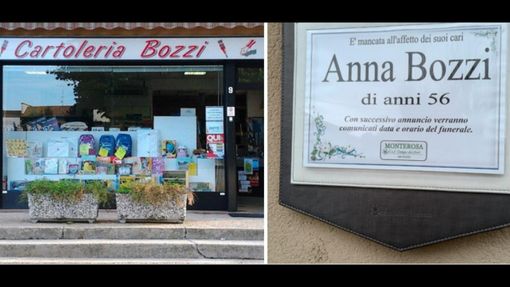 Cartoleria Bozzi
9
QUI
E' mancata all'affetto dei suoi cari
Anna Bozzi
di anni 56
Con successivo annuncio verranno
comunicati data e orario del funerale.
MONTEROSA